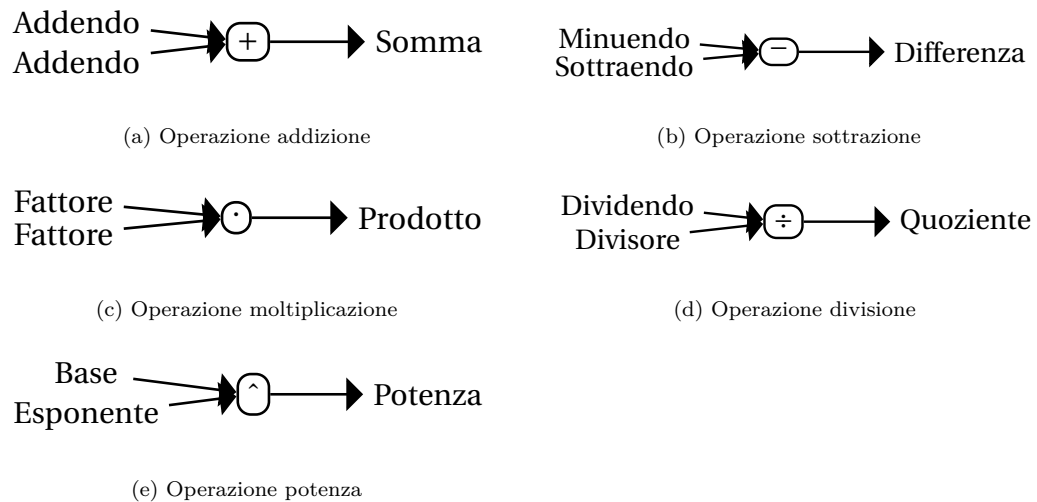 Addendo
Addendo
+
Somma
(a) Operazione addizione
Minuendo
Sottraendo
−
Differenza
(b) Operazione sottrazione
Fattore
Fattore
·
Prodotto
(c) Operazione moltiplicazione
Dividendo
Divisore
÷
Quoziente
(d) Operazione divisione
Base
Esponente
^
Potenza
(e) Operazione potenza